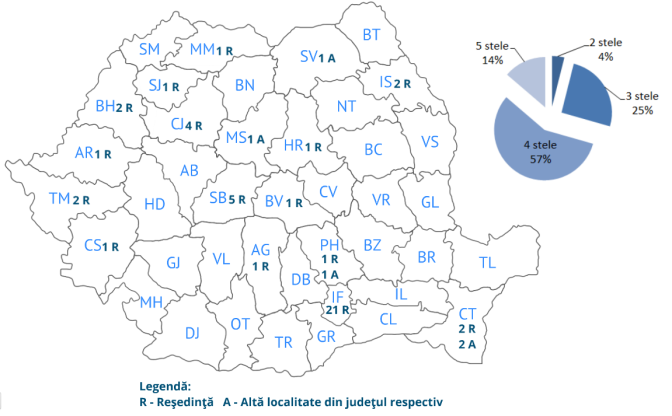 BT
SM
MM 1 R
SV 1 A
5 stele
14%
2 stele
4%
SJ 1 R
BN
IS 2 R
BH 2 R
NT
3 stele
25%
CJ 4 R
MS 1 A
HR 1 R
BC
VS
4 stele
57%
AR 1 R
AB
TM 2 R
HD
SB 5 R
BV 1 R
CV
VR
GL
CS 1 R
GJ
VL
AG
1 R
PH
1 R
1 A
BZ
BR
TL
DB
MH
IF
21 R
IL
CT
2 R
2 A
DJ
OT
TR
GR
CL
Legendă:
R - Reşedinţă A - Altă localitate din judeţul respectiv